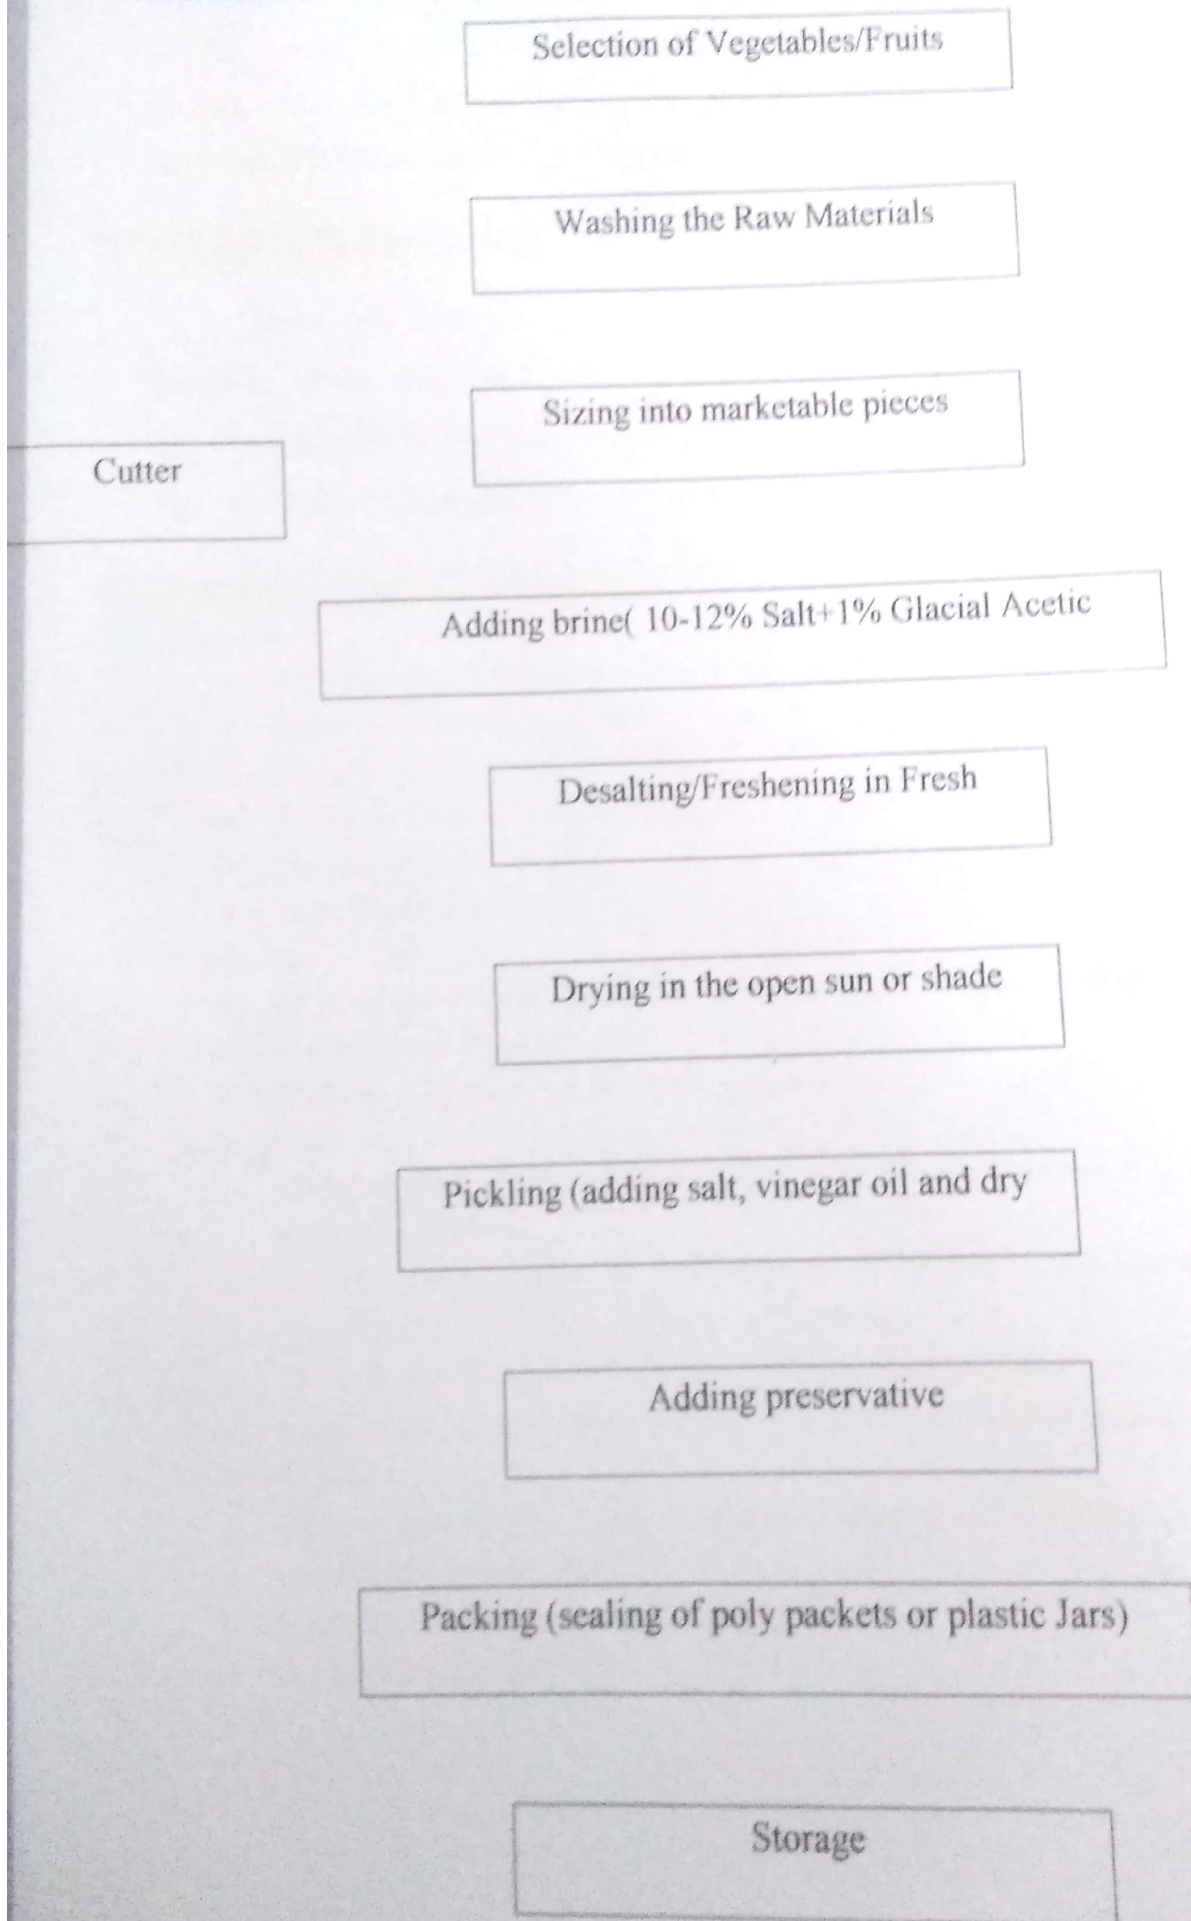 Selection of Vegetables/Fruits
Washing the Raw Materials
Sizing into marketable pieces
Cutter
Adding brine( 10-12% Salt+1% Glacial Acetic
Desalting/Freshening in Fresh
Drying in the open sun or shade
Pickling (adding salt, vinegar oil and dry
Adding preservative
Packing (sealing of poly packets or plastic Jars)
Storage